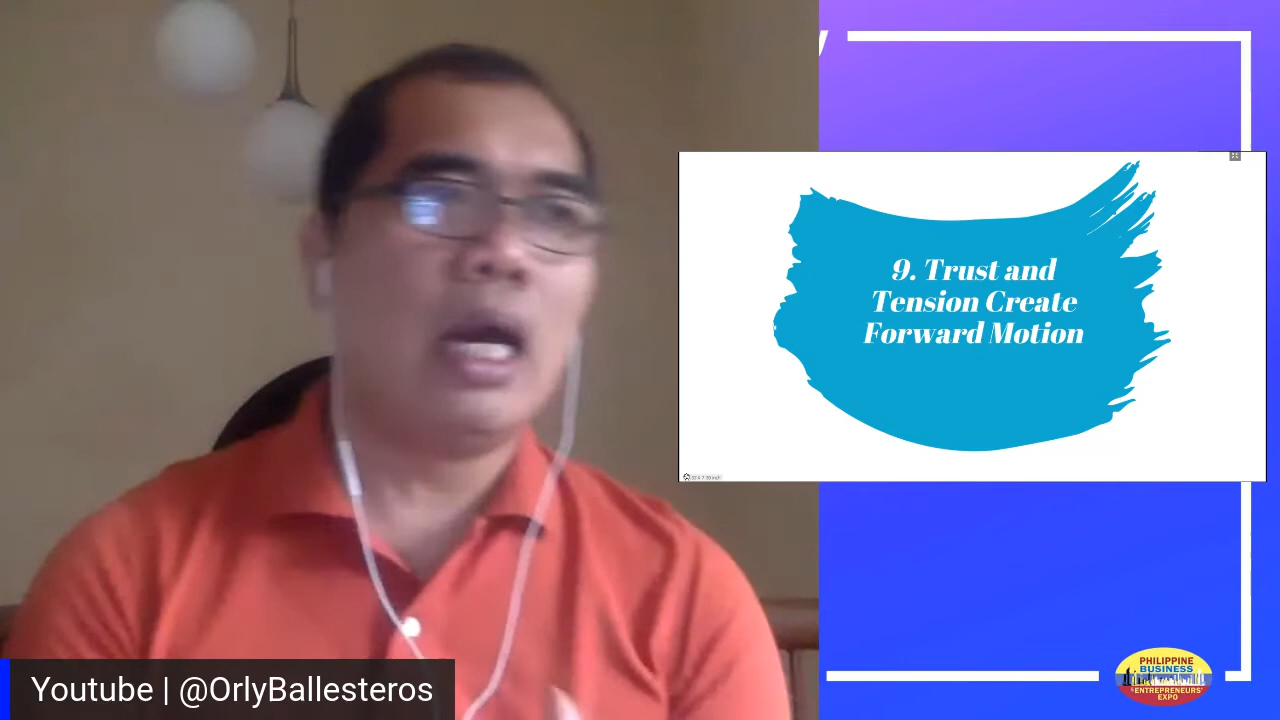 9. Trust and
Tension Create
Forward Motion
Youtube | @OrlyBallesteros
PHILIPPINE
BUSINESS
& ENTREPRENEURS'
EXPO